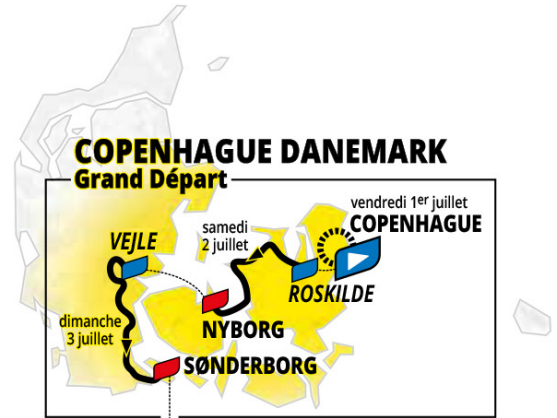 COPENHAGUE DANEMARK
Grand Départ
vendredi 1er juillet
COPENHAGUE
samedi
2 juillet
VEJLE
ROSKILDE
NYBORG
dimanche
3 juillet
SØNDERBORG